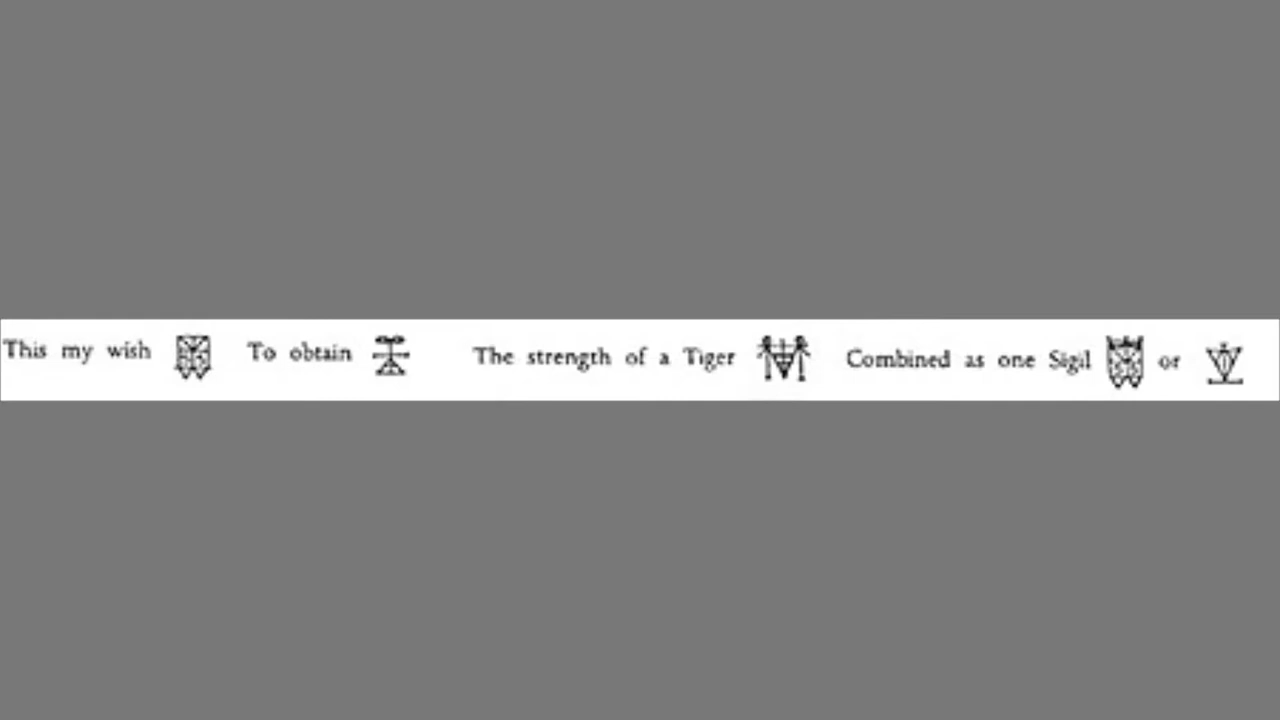 This my wish To obtain The strength of a Tiger Combined as one Sigil or